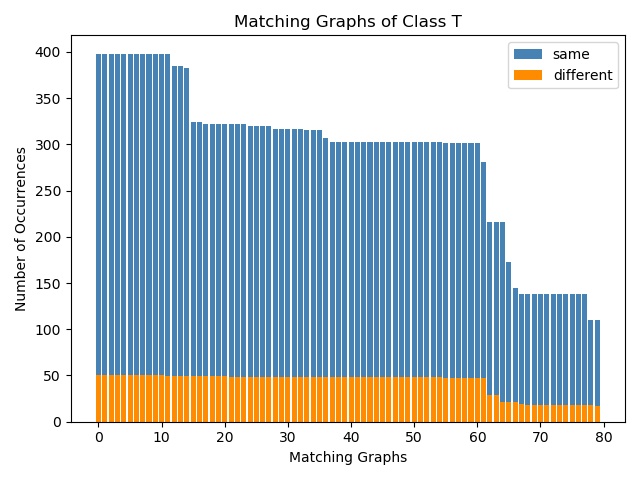 Matching Graphs of Class T
same
different
Number of Occurrences
400
350
300
250
200
150
100
50
0
0 10 20 30 40 50 60 70 80
Matching Graphs